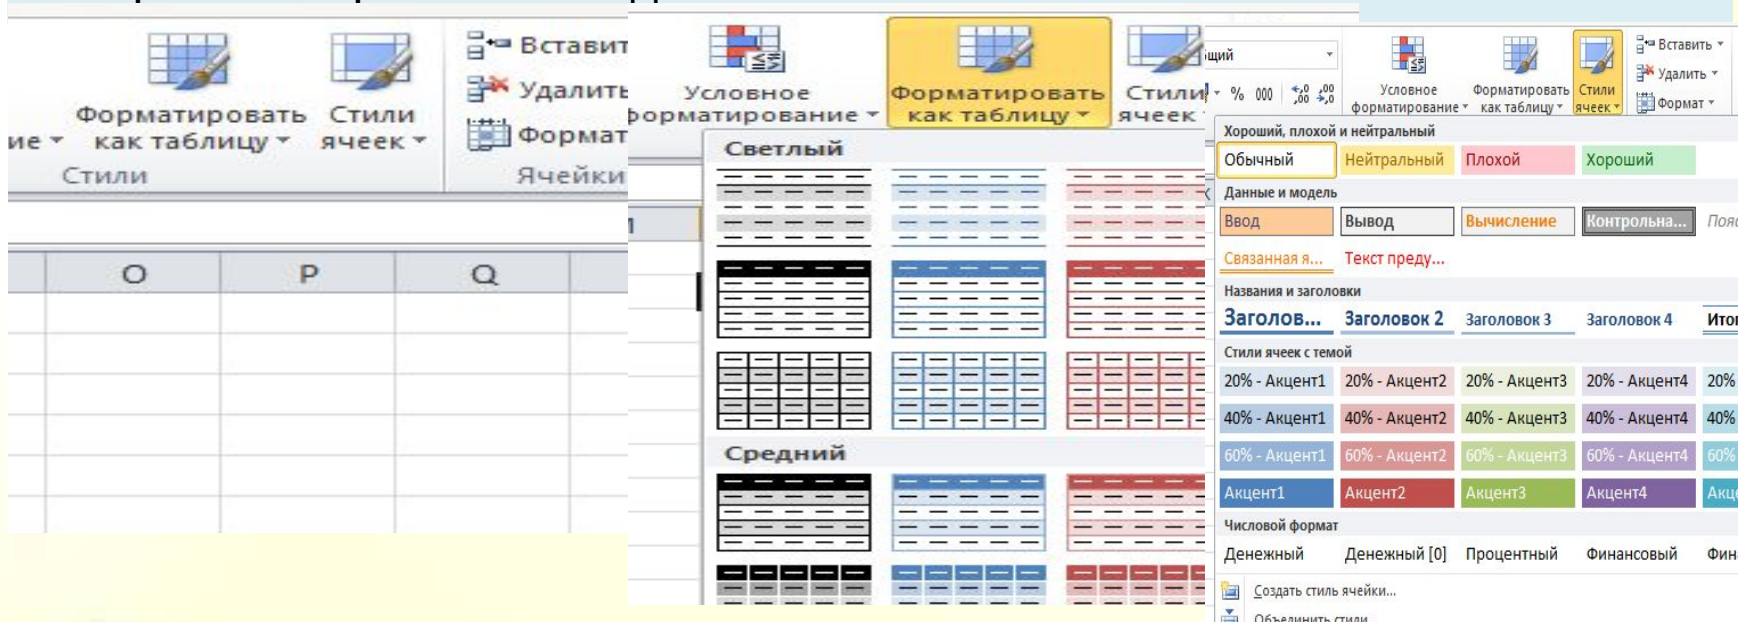 Форматировать
как таблицу
Стили
ячеек
Вставит
Удалить
Формат
ие
Стили
Ячейки
O
P
Q
Условное
форматирование
Форматировать
как таблицу
Стили
ячеек
Светлый
Средний
щий
% 000
,00
Условное
форматирование
Форматировать
как таблицу
Стили
ячеек
Вставить
Удалить
Формат
Хороший, плохой и нейтральный
Обычный Нейтральный Плохой Хороший
Данные и модель
Ввод Вывод Вычисление Контрольна... Пояс
Связанная я... Текст преду...
Названия и заголовки
Заголов... Заголовок 2 Заголовок 3 Заголовок 4 Итог
Стили ячеек с темой
20% - Акцент1 20% - Акцент2 20% - Акцент3 20% - Акцент4 20%
40% - Акцент1 40% - Акцент2 40% - Акцент3 40% - Акцент4 40%
60% - Акцент1 60% - Акцент2 60% - Акцент3 60% - Акцент4 60%
Акцент1 Акцент2 Акцент3 Акцент4 Акце
Числовой формат
Денежный Денежный [0] Процентный Финансовый Фин
Создать стиль ячейки...
Объединить стили